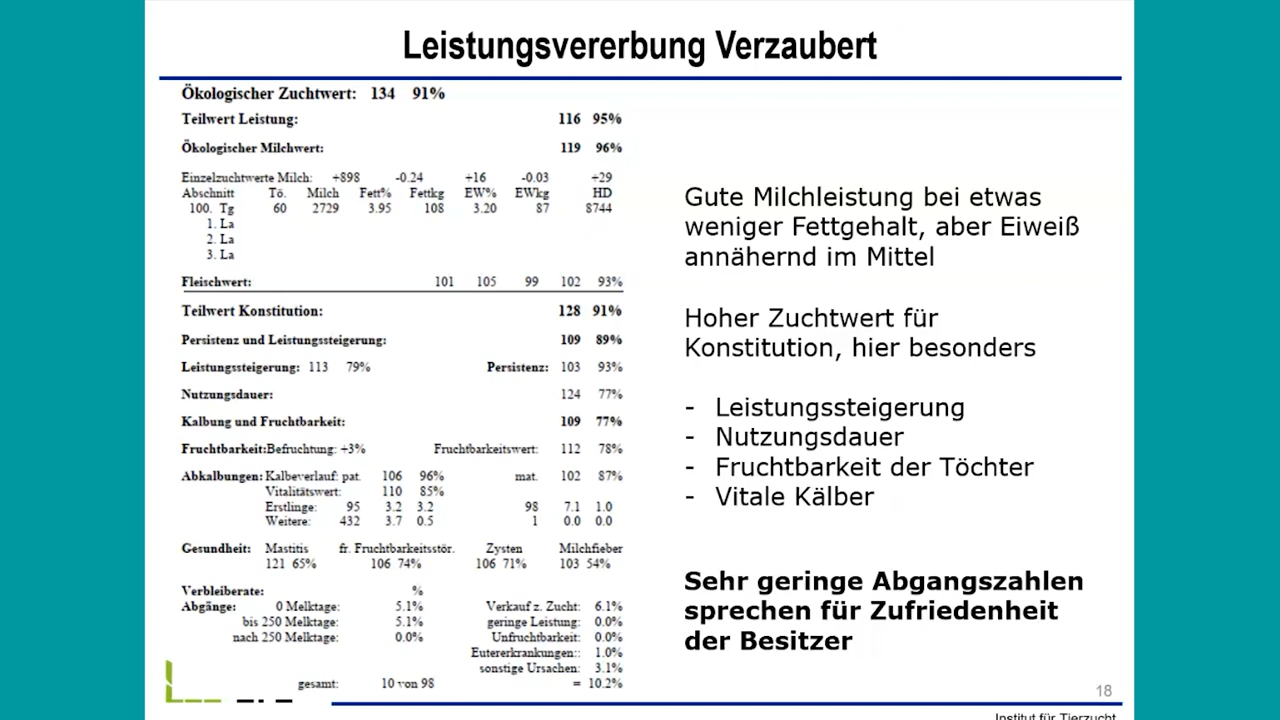 Leistungsvererbung Verzaubert
Ökologischer Zuchtwert: 134 91%
Teilwert Leistung: 116 95%
Ökologischer Milchwert: 119 96%
Einzelzuchtwerte Milch: +898 -0.24 +16 -0.03 +29
Abschnitt Tö. Milch Fett% Fettkg EW% EWkg HD
100. Tg 60 2729 3.95 108 3.20 87 8744
1. La
2. La
3. La
Fleischwert: 101 105 99 102 93%
Teilwert Konstitution: 128 91%
Persistenz und Leistungssteigerung: 109 89%
Leistungssteigerung: 113 79% Persistenz: 103 93%
Nutzungsdauer: 124 77%
Kalbung und Fruchtbarkeit: 109 77%
Fruchtbarkeit:Befruchtung: +3% Fruchtbarkeitswert: 112 78%
Abkalbungen: Kalbeverlauf: pat. 106 96% mat. 102 87%
Vitalitätswert: 110 85%
Erstlinge: 95 3.2 3.2 98 7.1 1.0
Weitere: 432 3.7 0.5 1 0.0 0.0
Gesundheit: Mastitis fr. Fruchtbarkeitsstör. Zysten Milchfieber
121 65% 106 74% 106 71% 103 54%
Verbleiberate: %
Abgänge: 0 Melktage: 5.1% Verkauf z. Zucht: 6.1%
bis 250 Melktage: 5.1% geringe Leistung: 0.0%
nach 250 Melktage: 0.0% Unfruchtbarkeit: 0.0%
Eutererkrankungen:: 1.0%
sonstige Ursachen: 3.1%
gesamt: 10 von 98 = 10.2%
Gute Milchleistung bei etwas
weniger Fettgehalt, aber Eiweiß
annähernd im Mittel
Hoher Zuchtwert für
Konstitution, hier besonders
- Leistungssteigerung
- Nutzungsdauer
- Fruchtbarkeit der Töchter
- Vitale Kälber
Sehr geringe Abgangszahlen
sprechen für Zufriedenheit
der Besitzer
18
Institut für Tierzucht